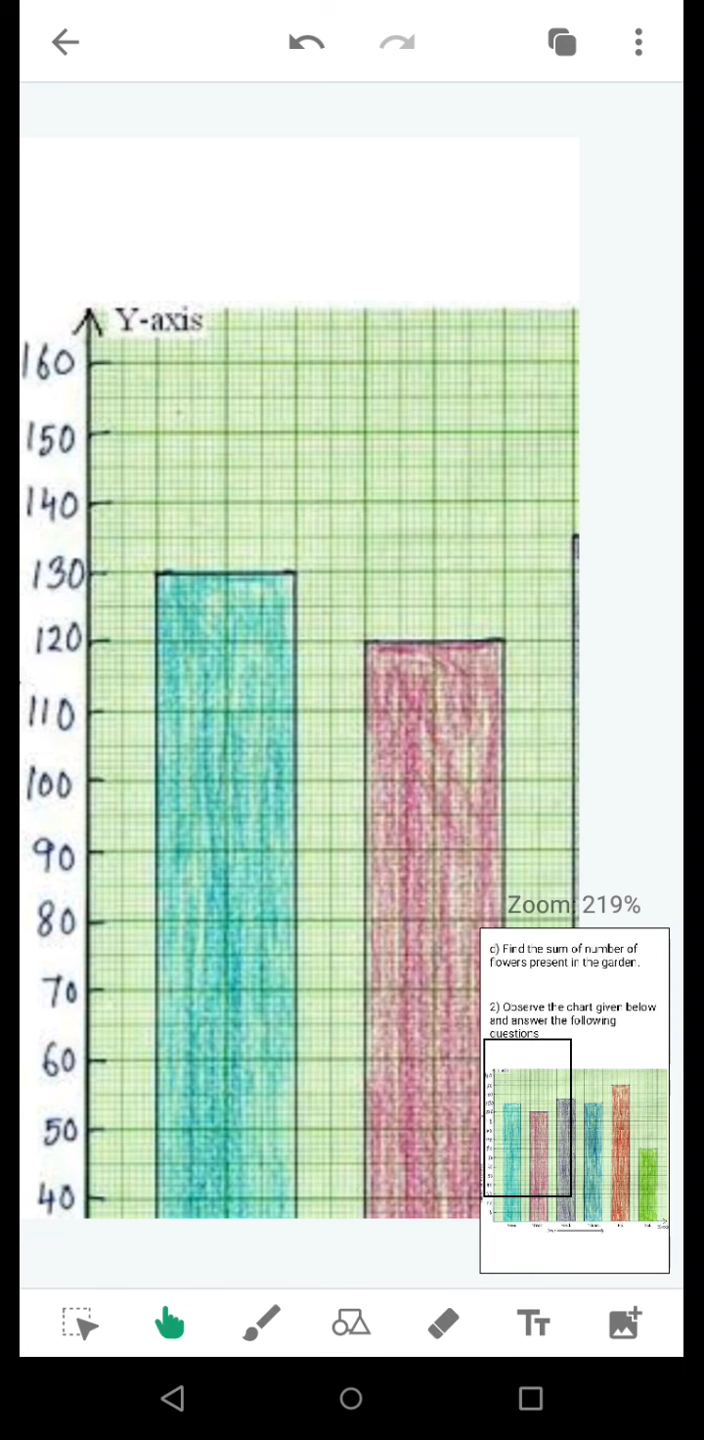 Y-axis
160
150
140
130
120
110
100
90
80
70
60
50
40
Zoom: 219%
c) Find the sum of number of
flowers present in the garden.
2) Observe the chart given below
and answer the following
questions